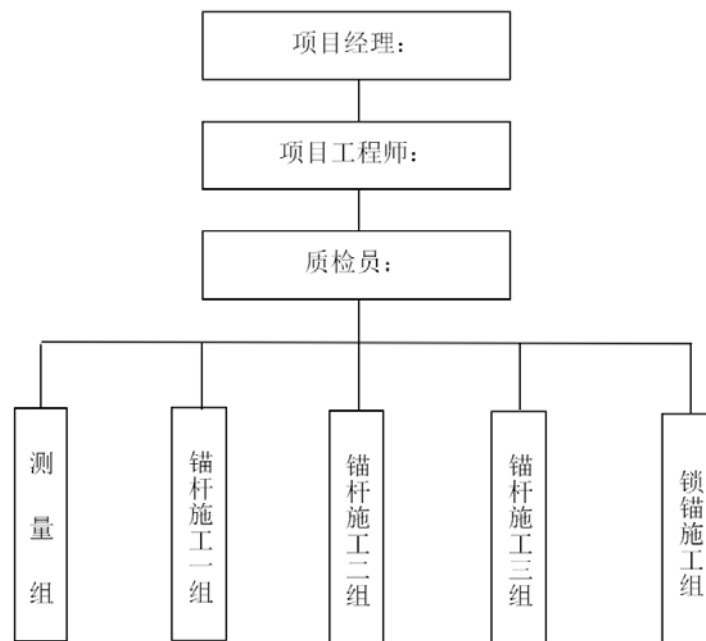 项目经理：
项目工程师：
质检员：
测量组
锚杆施工一组
锚杆施工二组
锚杆施工三组
锁锚施工组